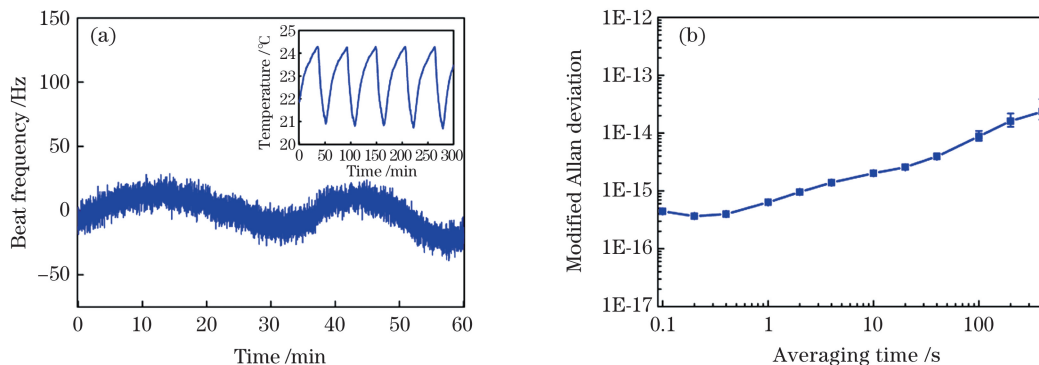 (a)
150
100
50
0
−50
Beat frequency /Hz
0 10 20 30 40 50 60
Time /min
25
24
23
22
21
20
Temperature /℃
0 50 100 150 200 250 300
Time /min
(b)
1E-12
1E-13
1E-14
1E-15
1E-16
1E-17
Modified Allan deviation
0.1 1 10 100
Averaging time /s